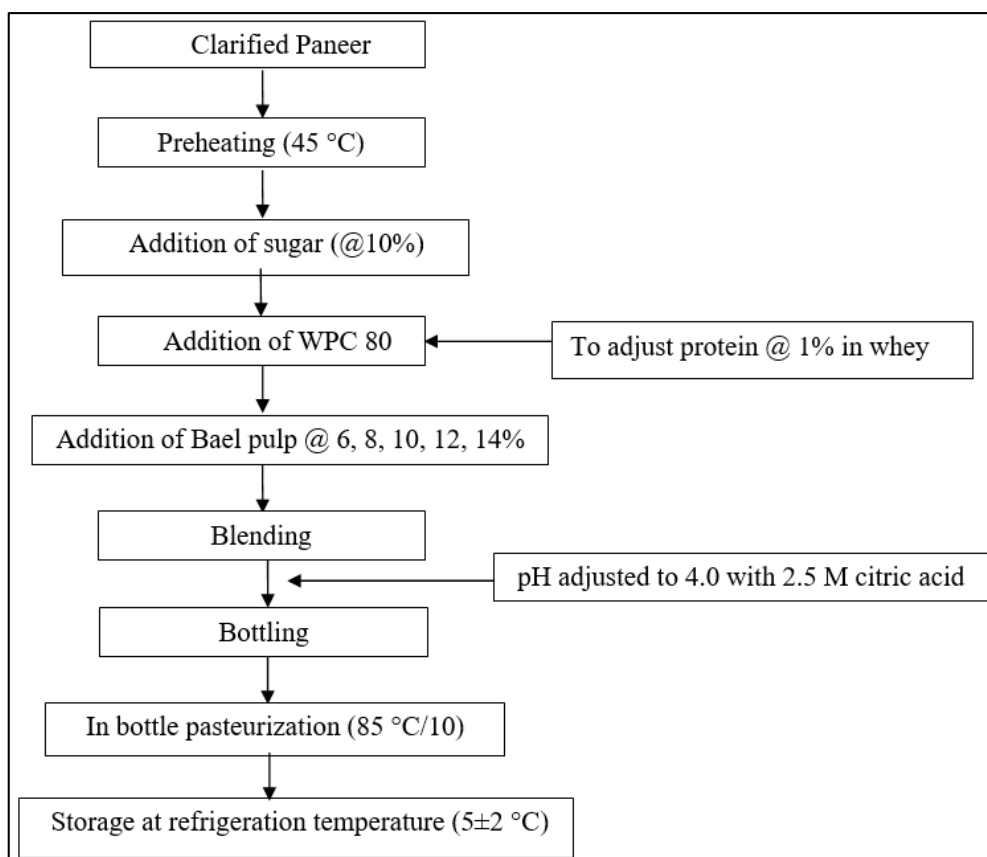 Clarified Paneer
Preheating (45 °C)
Addition of sugar (@10%)
Addition of WPC 80
To adjust protein @ 1% in whey
Addition of Bael pulp @ 6, 8, 10, 12, 14%
Blending
pH adjusted to 4.0 with 2.5 M citric acid
Bottling
In bottle pasteurization (85 °C/10)
Storage at refrigeration temperature (5±2 °C)